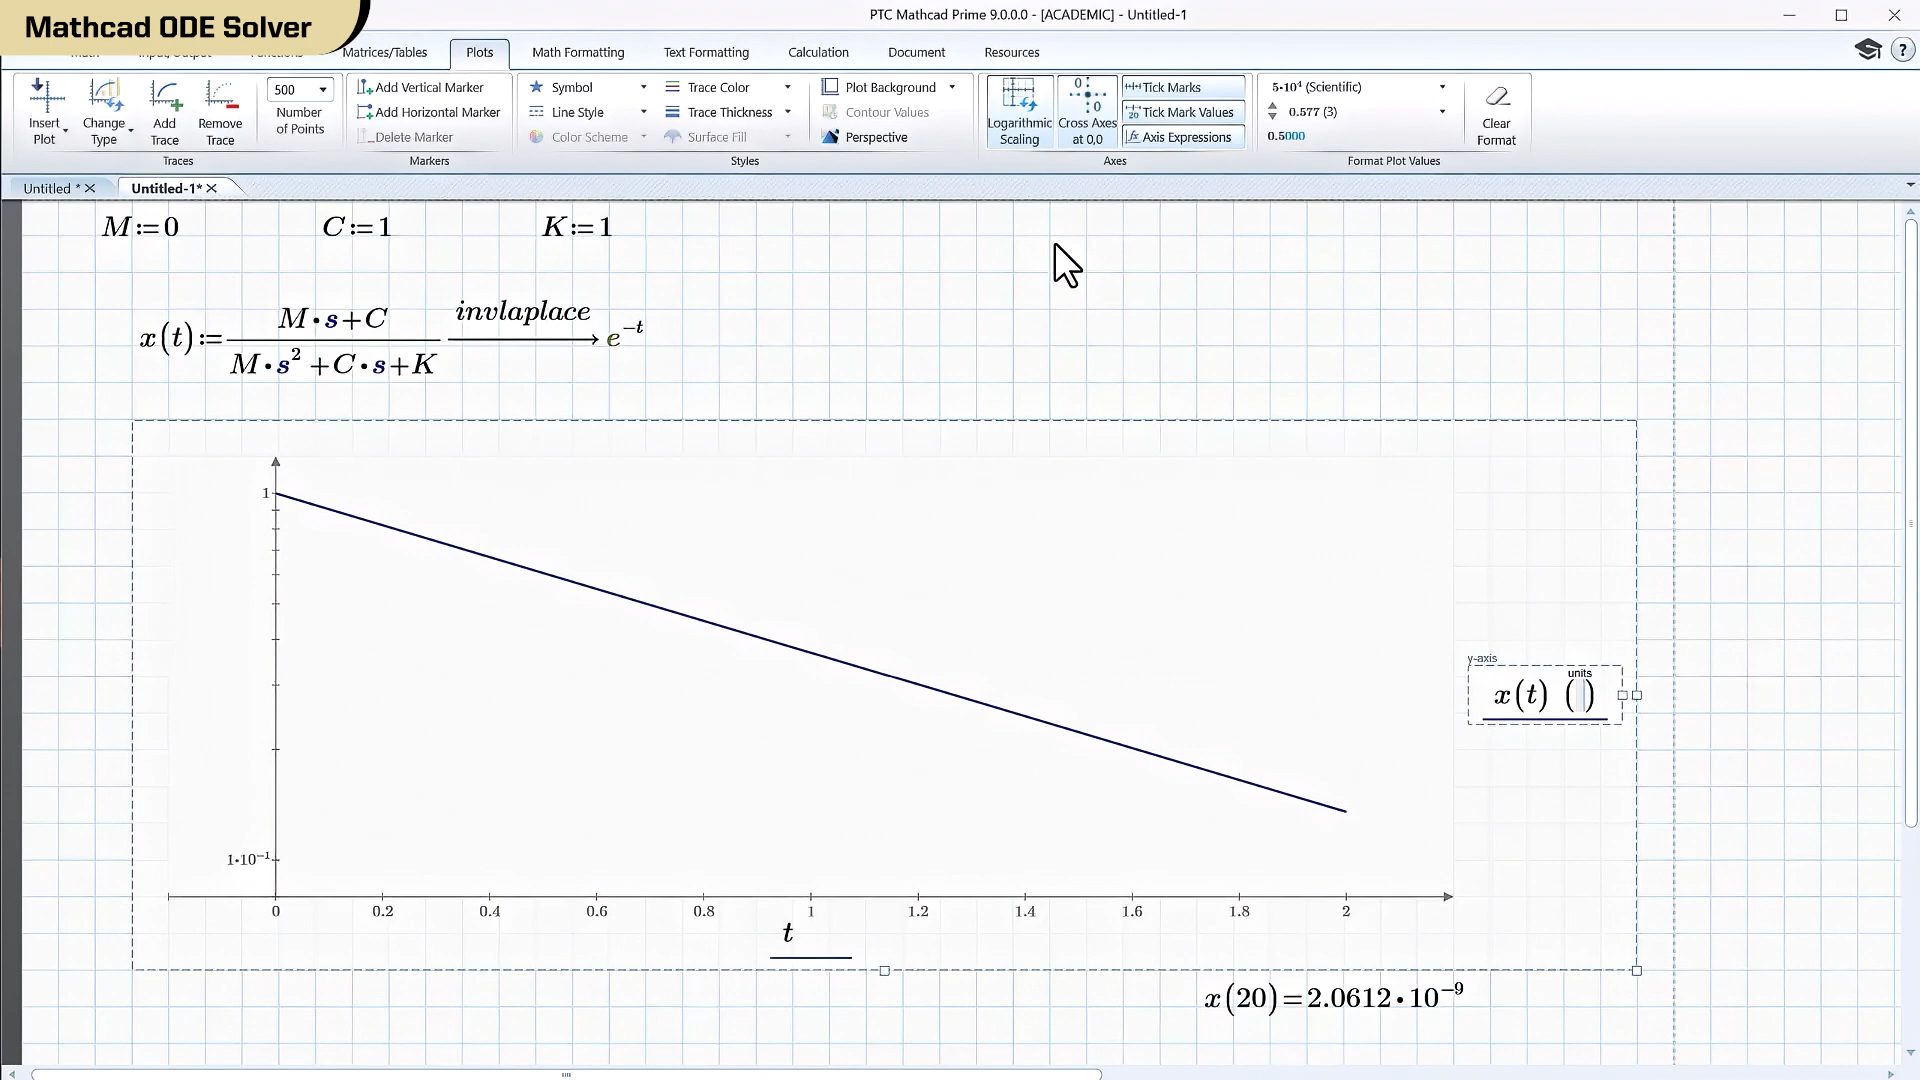 Mathcad ODE Solver
PTC Mathcad Prime 9.0.0.0 - [ACADEMIC] - Untitled-1
Matrices/Tables Plots Math Formatting Text Formatting Calculation Document Resources
Insert Plot
Change Type
Add Trace
Remove Trace
500
Number of Points
Traces
Add Vertical Marker
Add Horizontal Marker
Delete Marker
Markers
Symbol
Line Style
Color Scheme
Trace Color
Trace Thickness
Surface Fill
Plot Background
Contour Values
Perspective
Styles
Logarithmic Scaling
0 0
Cross Axes at 0,0
Tick Marks
20 Tick Mark Values
fx Axis Expressions
Axes
5•10⁴ (Scientific)
0.577 (3)
0.5000
Format Plot Values
Clear Format
Untitled * Untitled-1*
M:=0 C:=1 K:=1
x(t):= (M•s+C)/(M•s²+C•s+K) invlaplace → e^−t
1
1•10⁻¹
0 0.2 0.4 0.6 0.8 1 1.2 1.4 1.6 1.8 2
t
y-axis
units
x(t) ()
x(20)=2.0612•10⁻⁹